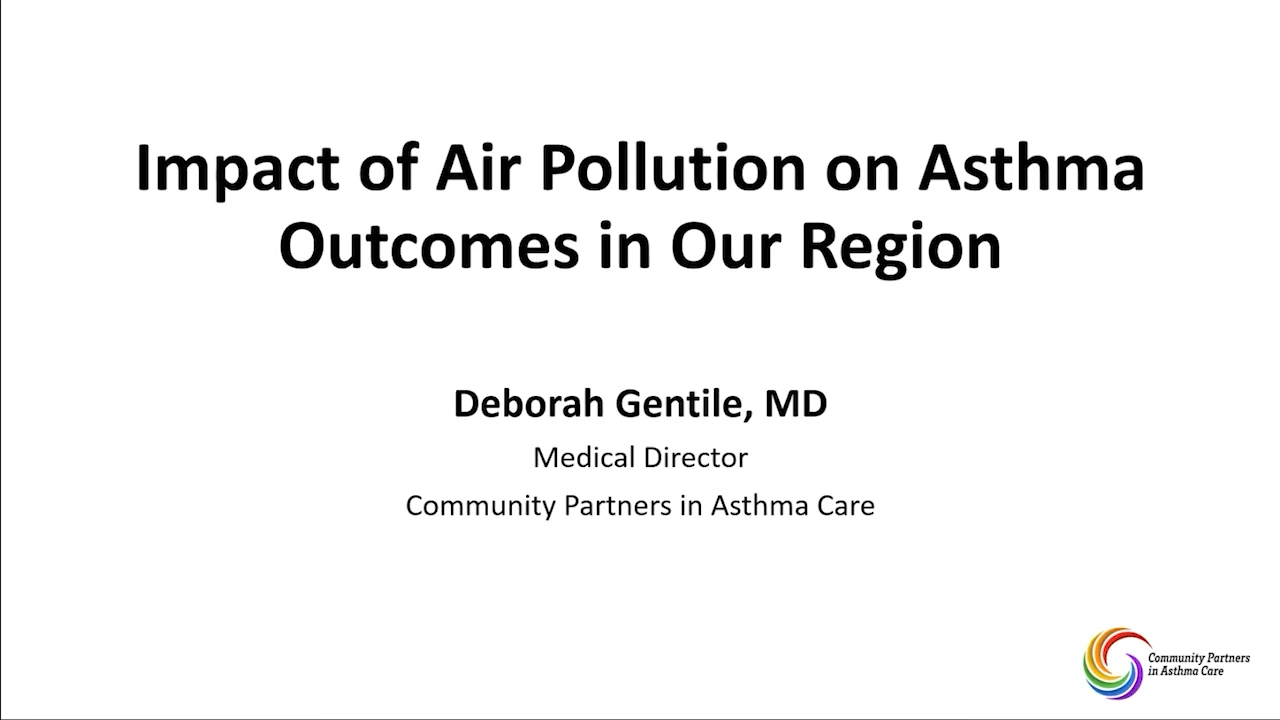 Impact of Air Pollution on Asthma
Outcomes in Our Region
Deborah Gentile, MD
Medical Director
Community Partners in Asthma Care
Community Partners
in Asthma Care